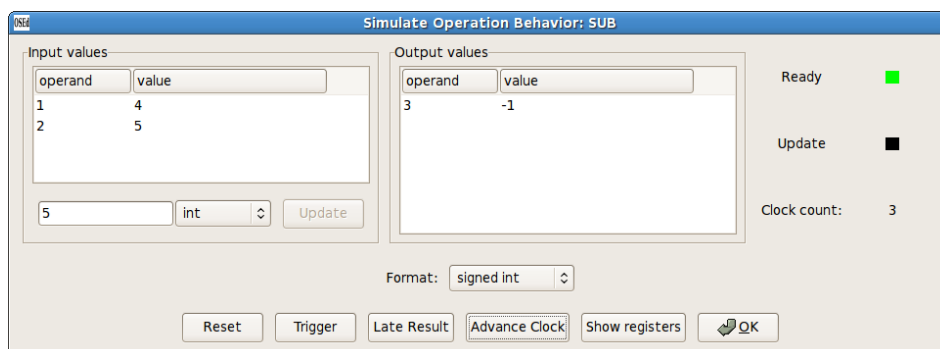 OSEd
Simulate Operation Behavior: SUB
Input values
operand value
1 4
2 5
5 int Update
Output values
operand value
3 -1
Ready
Update
Clock count: 3
Format: signed int
Reset Trigger Late Result Advance Clock Show registers OK